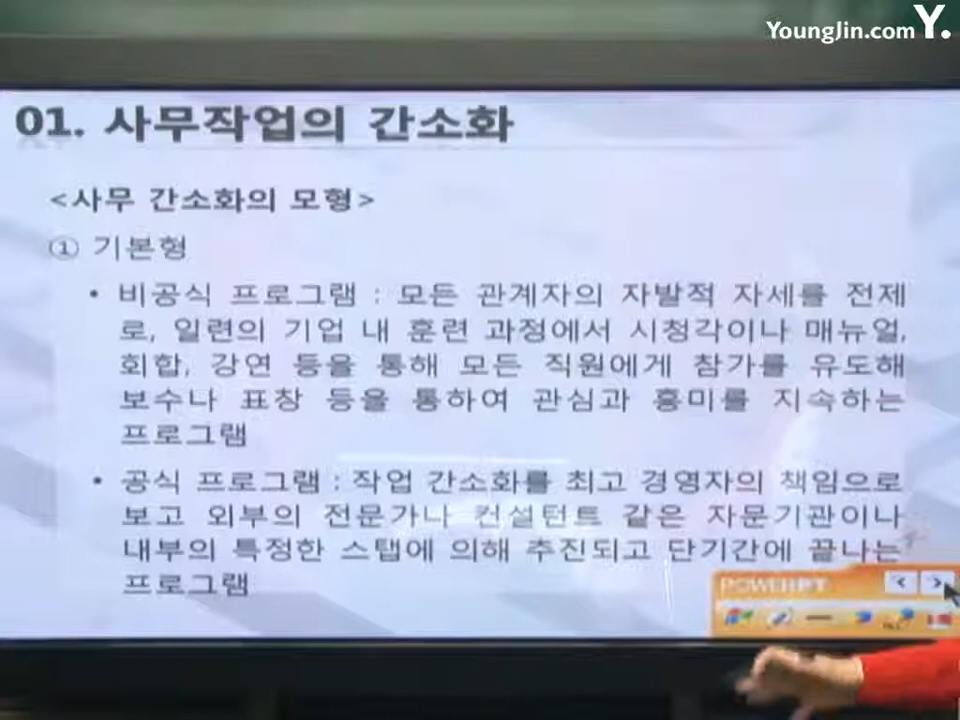 YoungJin.com Y.
01. 사무작업의 간소화
<사무 간소화의 모형>
① 기본형
• 비공식 프로그램 : 모든 관계자의 자발적 자세를 전제
로, 일련의 기업 내 훈련 과정에서 시청각이나 매뉴얼,
회합, 강연 등을 통해 모든 직원에게 참가를 유도해
보수나 표창 등을 통하여 관심과 흥미를 지속하는
프로그램
• 공식 프로그램 : 작업 간소화를 최고 경영자의 책임으로
보고 외부의 전문가나 컨설턴트 같은 자문기관이나
내부의 특정한 스탭에 의해 추진되고 단기간에 끝나는
프로그램
POWERPT